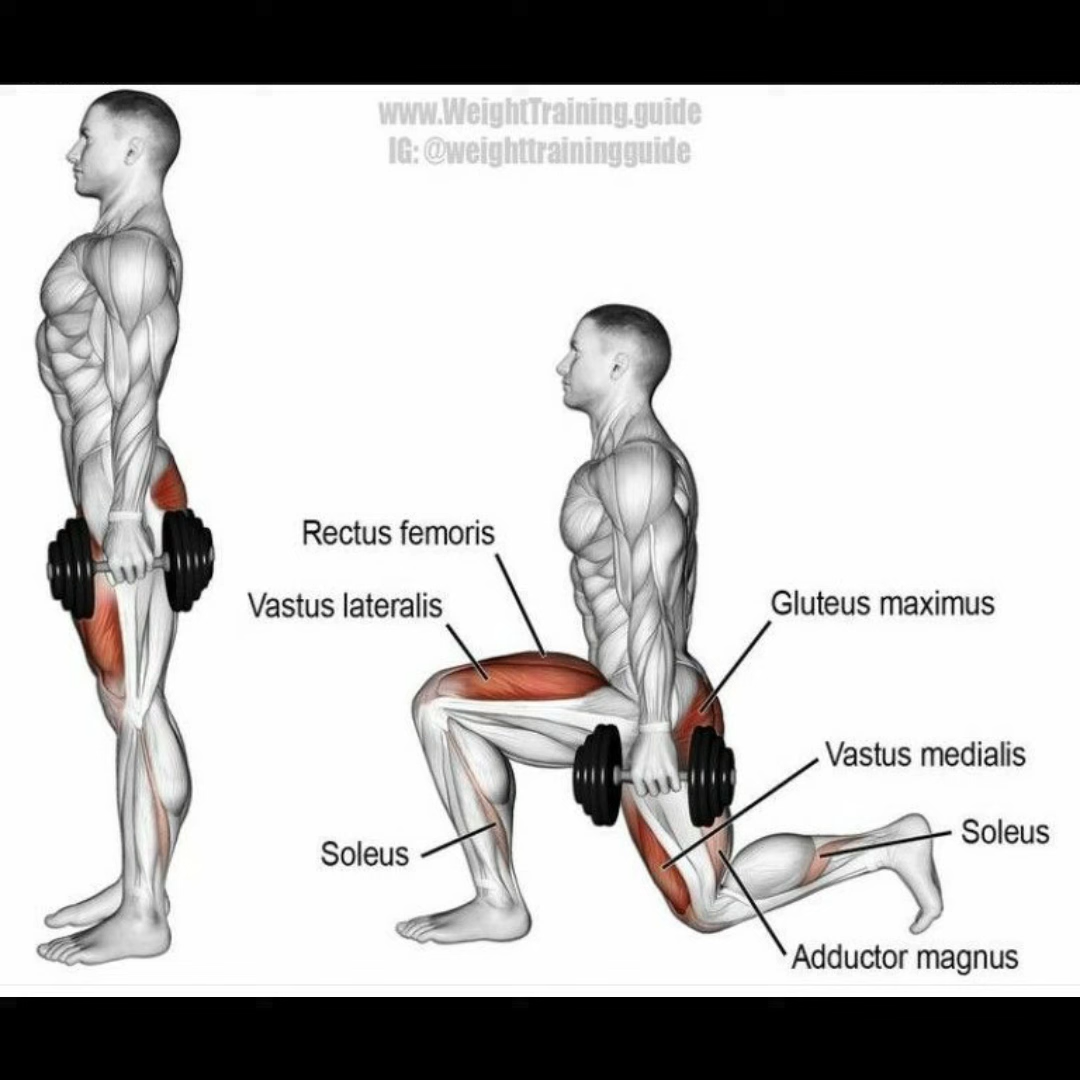 www.WeightTraining.guide
IG: @weighttrainingguide
Rectus femoris
Vastus lateralis
Gluteus maximus
Vastus medialis
Soleus
Soleus
Adductor magnus